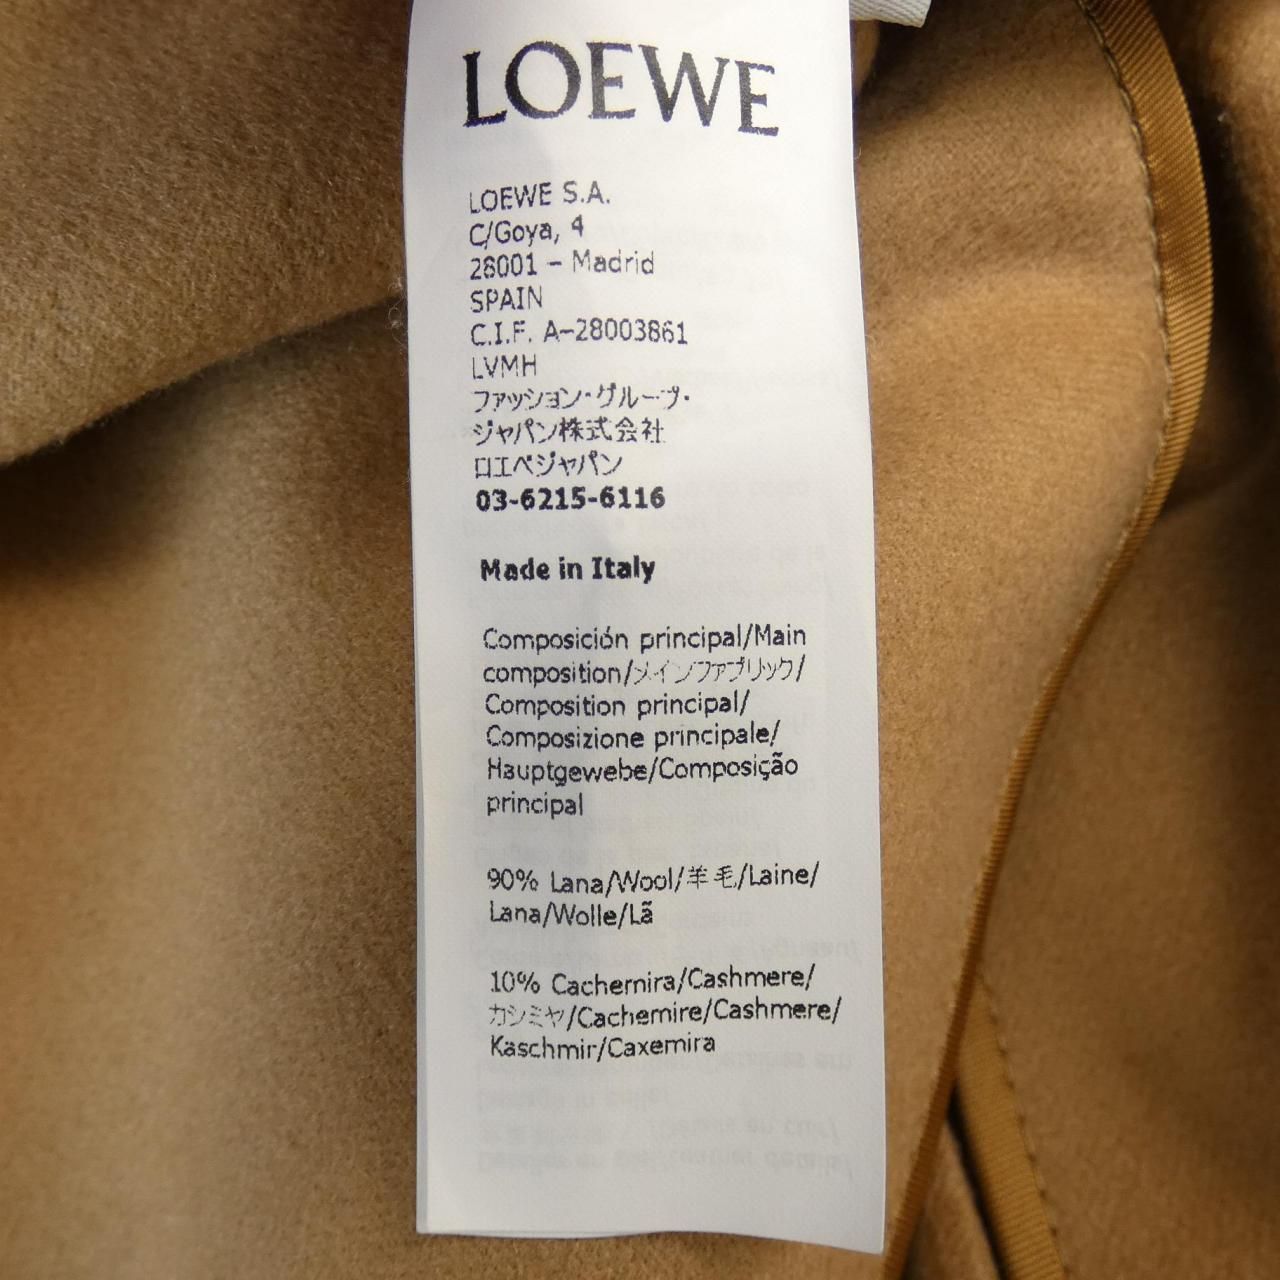 LOEWE
LOEWE S.A.
C/Goya, 4
28001 – Madrid
SPAIN
C.I.F. A-28003861
LVMH
ファッション・グループ・
ジャパン株式会社
ロエベジャパン
03-6215-6116
Made in Italy
Composición principal/Main
composition/メインファブリック/
Composition principal/
Composizione principale/
Hauptgewebe/Composição
principal
90% Lana/Wool/羊毛/Laine/
Lana/Wolle/Lã
10% Cachemira/Cashmere/
カシミヤ/Cachemire/Cashmere/
Kaschmir/Caxemira